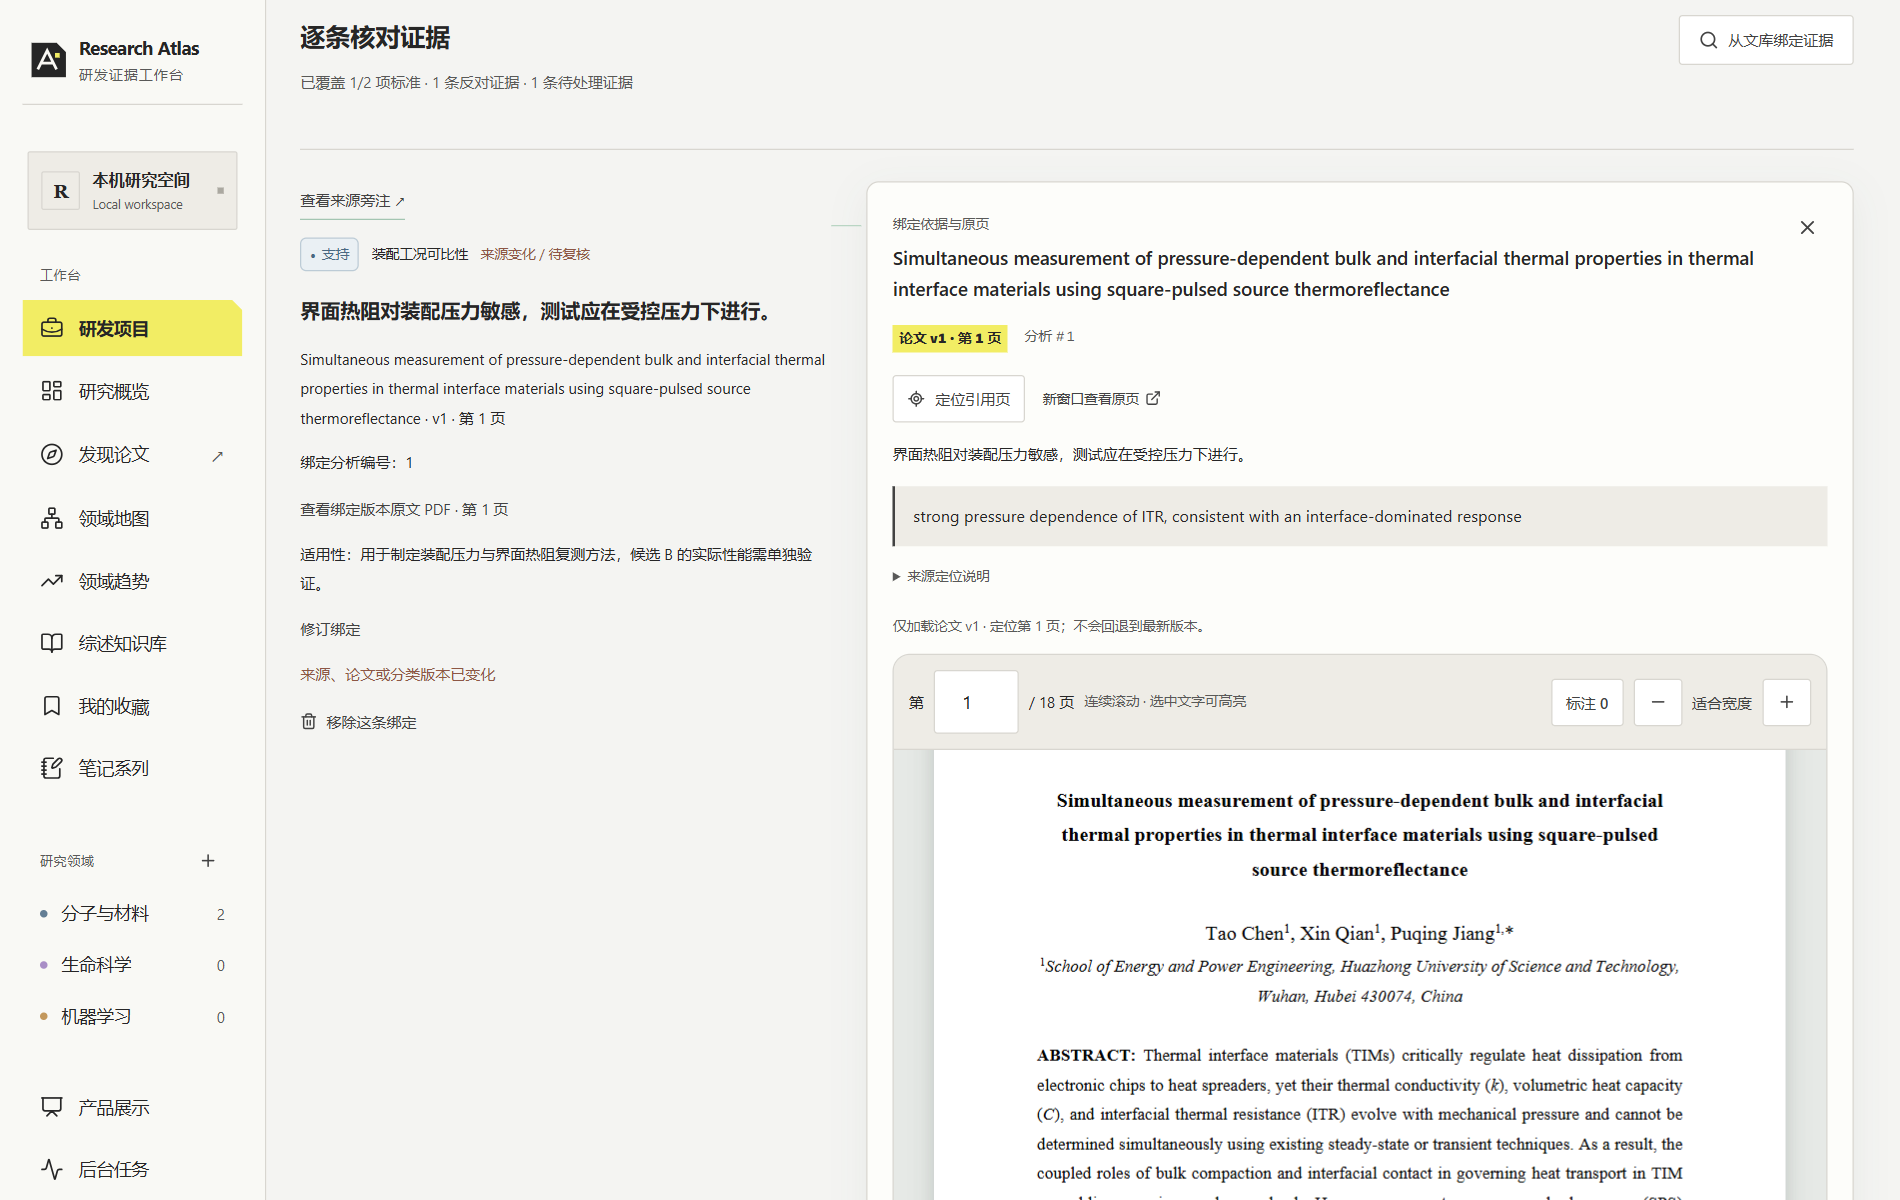 Research Atlas
研发证据工作台
R
本机研究空间
Local workspace
工作台
研发项目
研究概览
发现论文 ↗
领域地图
领域趋势
综述知识库
我的收藏
笔记系列
研究领域 +
分子与材料 2
生命科学 0
机器学习 0
产品展示
后台任务
逐条核对证据
已覆盖 1/2 项标准 · 1 条反对证据 · 1 条待处理证据
从文库绑定证据
查看来源旁注 ↗
• 支持 装配工况可比性 来源变化 / 待复核
界面热阻对装配压力敏感，测试应在受控压力下进行。
Simultaneous measurement of pressure-dependent bulk and interfacial thermal
properties in thermal interface materials using square-pulsed source
thermoreflectance · v1 · 第 1 页
绑定分析编号：1
查看绑定版本原文 PDF · 第 1 页
适用性：用于制定装配压力与界面热阻复测方法，候选 B 的实际性能需单独验
证。
修订绑定
来源、论文或分类版本已变化
移除这条绑定
绑定依据与原页
Simultaneous measurement of pressure-dependent bulk and interfacial thermal properties in thermal
interface materials using square-pulsed source thermoreflectance
论文 v1 · 第 1 页 分析 #1
定位引用页 新窗口查看原页
界面热阻对装配压力敏感，测试应在受控压力下进行。
strong pressure dependence of ITR, consistent with an interface-dominated response
▶ 来源定位说明
仅加载论文 v1 · 定位第 1 页；不会回退到最新版本。
第 1 / 18 页 连续滚动 · 选中文字可高亮 标注 0 − 适合宽度 +
Simultaneous measurement of pressure-dependent bulk and interfacial
thermal properties in thermal interface materials using square-pulsed
source thermoreflectance
Tao Chen1, Xin Qian1, Puqing Jiang1,*
1School of Energy and Power Engineering, Huazhong University of Science and Technology,
Wuhan, Hubei 430074, China
ABSTRACT: Thermal interface materials (TIMs) critically regulate heat dissipation from
electronic chips to heat spreaders, yet their thermal conductivity (k), volumetric heat capacity
(C), and interfacial thermal resistance (ITR) evolve with mechanical pressure and cannot be
determined simultaneously using existing steady-state or transient techniques. As a result, the
coupled roles of bulk compaction and interfacial contact in governing heat transport in TIM